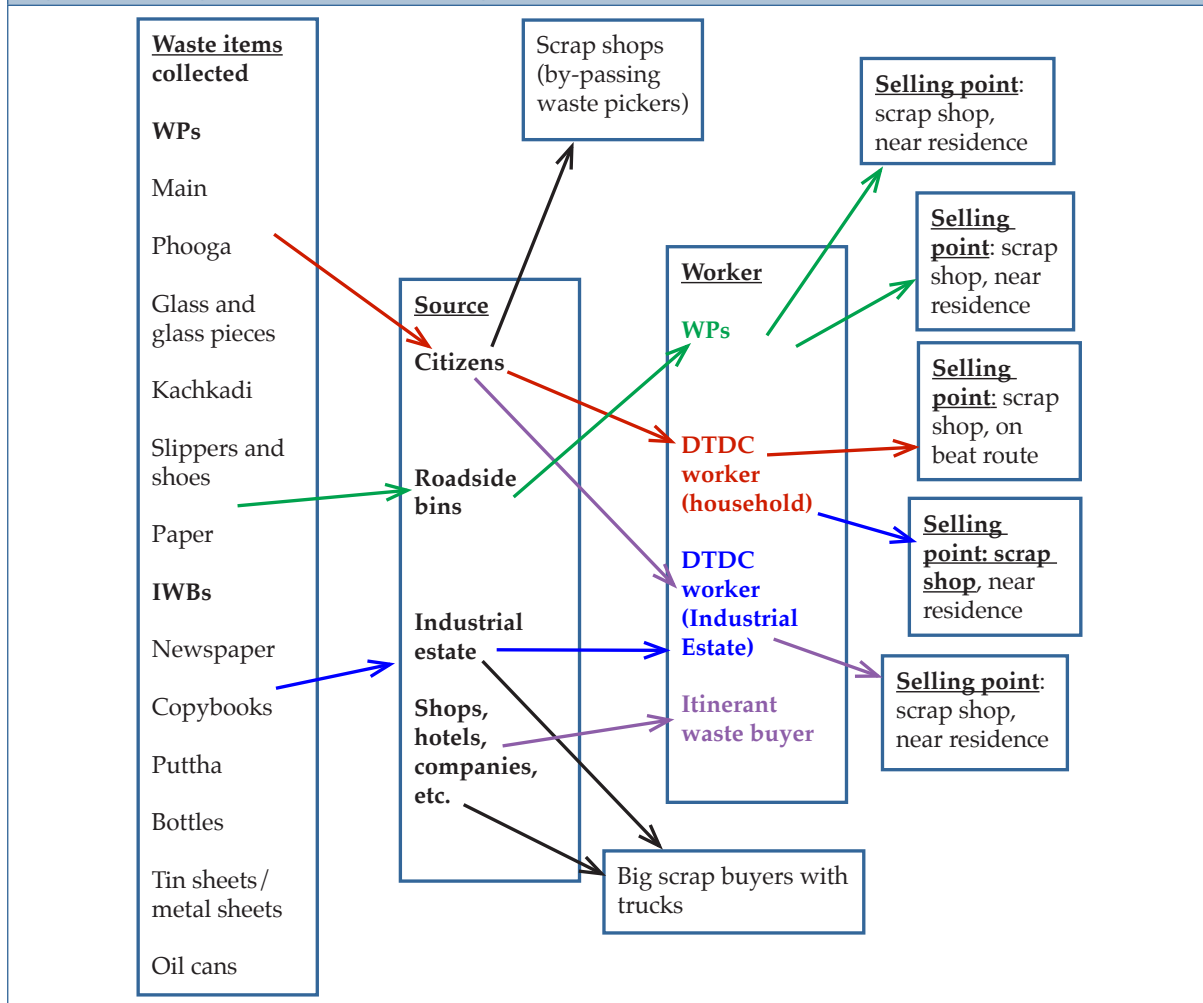 Waste items
collected
WPs
Main
Phooga
Glass and
glass pieces
Kachkadi
Slippers and
shoes
Paper
IWBs
Newspaper
Copybooks
Puttha
Bottles
Tin sheets/
metal sheets
Oil cans
Scrap shops
(by-passing
waste pickers)
Source
Citizens
Roadside
bins
Industrial
estate
Shops,
hotels,
companies,
etc.
Worker
WPs
DTDC
worker
(household)
DTDC
worker
(Industrial
Estate)
Itinerant
waste buyer
Big scrap buyers with
trucks
Selling point:
scrap shop,
near residence
Selling
point: scrap
shop, near
residence
Selling
point: scrap
shop, on
beat route
Selling
point: scrap
shop, near
residence
Selling point:
scrap shop,
near residence